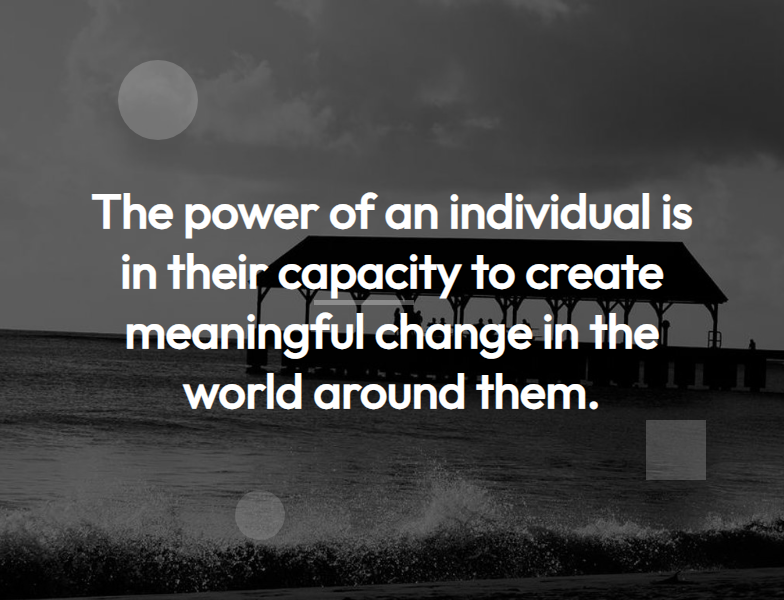 The power of an individual is
in their capacity to create
meaningful change in the
world around them.